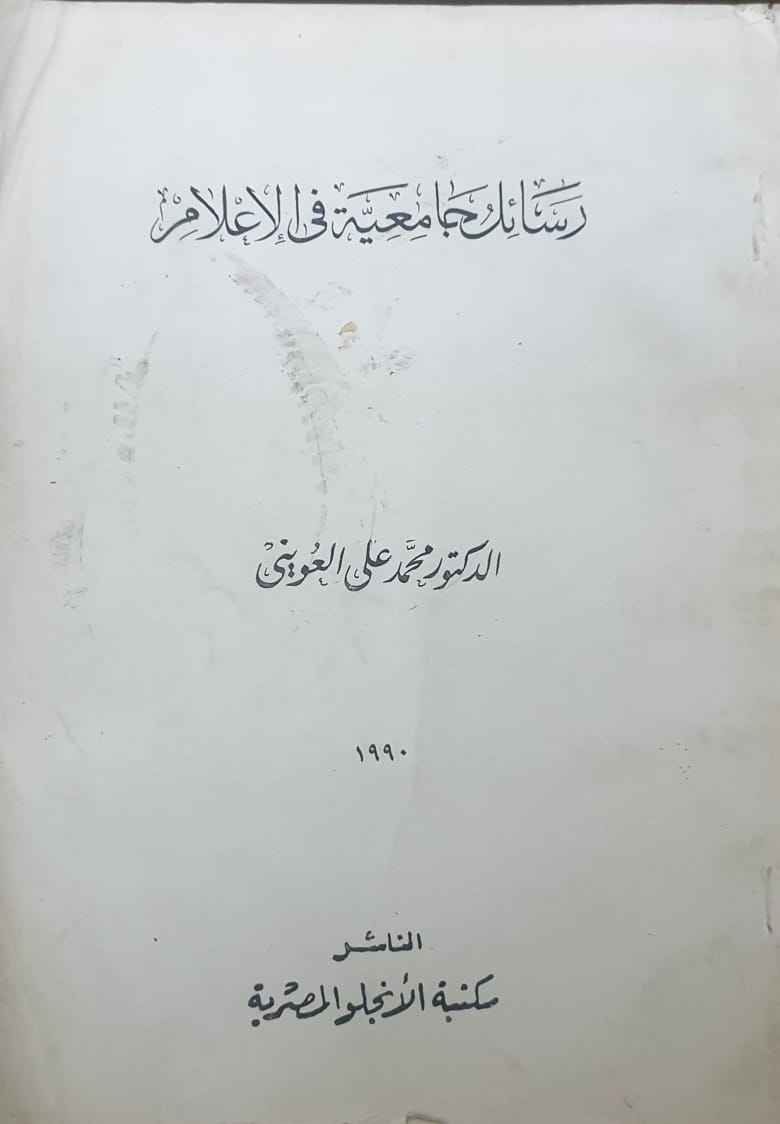 رسائل جامعية في الإعلام
الدكتور محمد علي العويني
١٩٩٠
الناشر
مكتبة الأنجلو المصرية